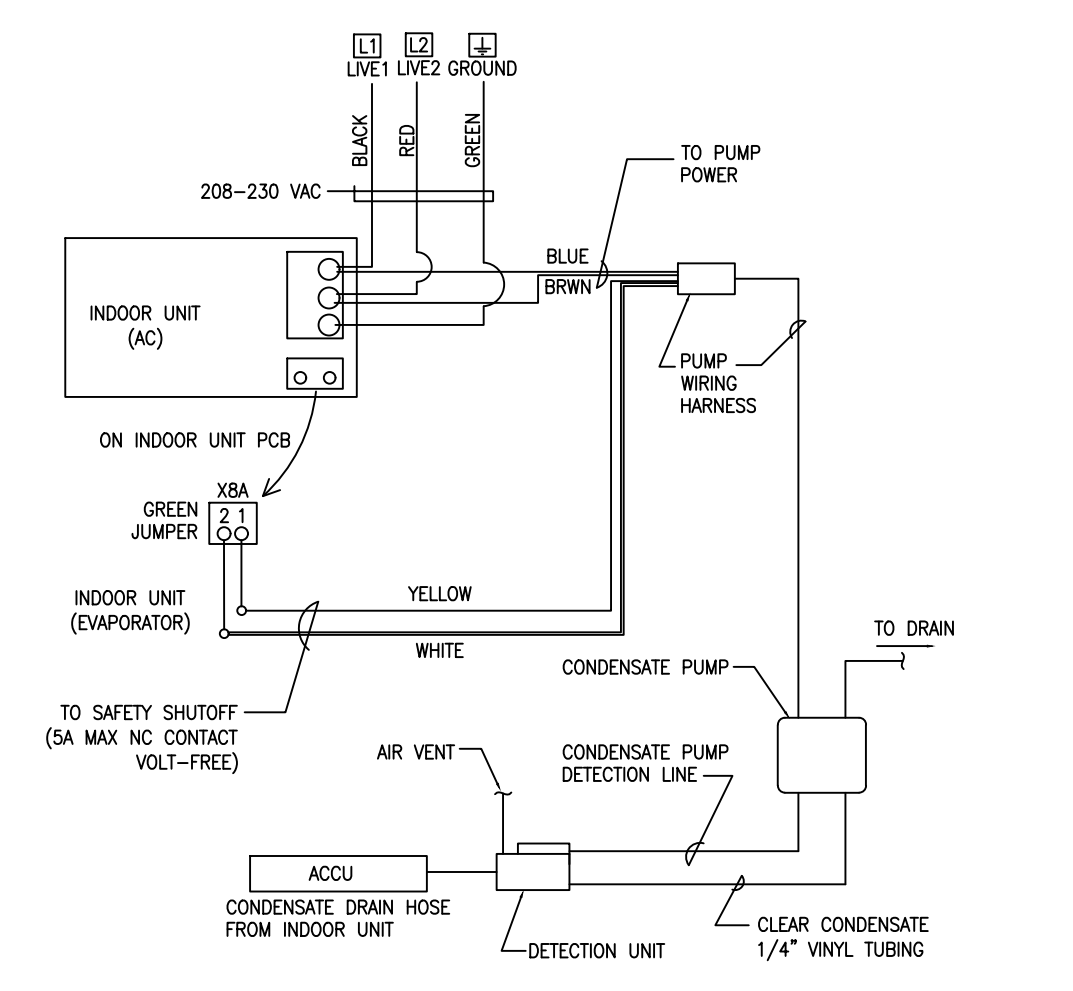 L1 L2
LIVE1 LIVE2 GROUND
BLACK
RED
GREEN
208-230 VAC
TO PUMP
POWER
BLUE
BRWN
INDOOR UNIT
(AC)
PUMP
WIRING
HARNESS
ON INDOOR UNIT PCB
X8A
2 1
GREEN
JUMPER
INDOOR UNIT
(EVAPORATOR)
YELLOW
WHITE
TO DRAIN
CONDENSATE PUMP
TO SAFETY SHUTOFF
(5A MAX NC CONTACT
VOLT-FREE)
AIR VENT
CONDENSATE PUMP
DETECTION LINE
ACCU
CONDENSATE DRAIN HOSE
FROM INDOOR UNIT
DETECTION UNIT
CLEAR CONDENSATE
1/4" VINYL TUBING